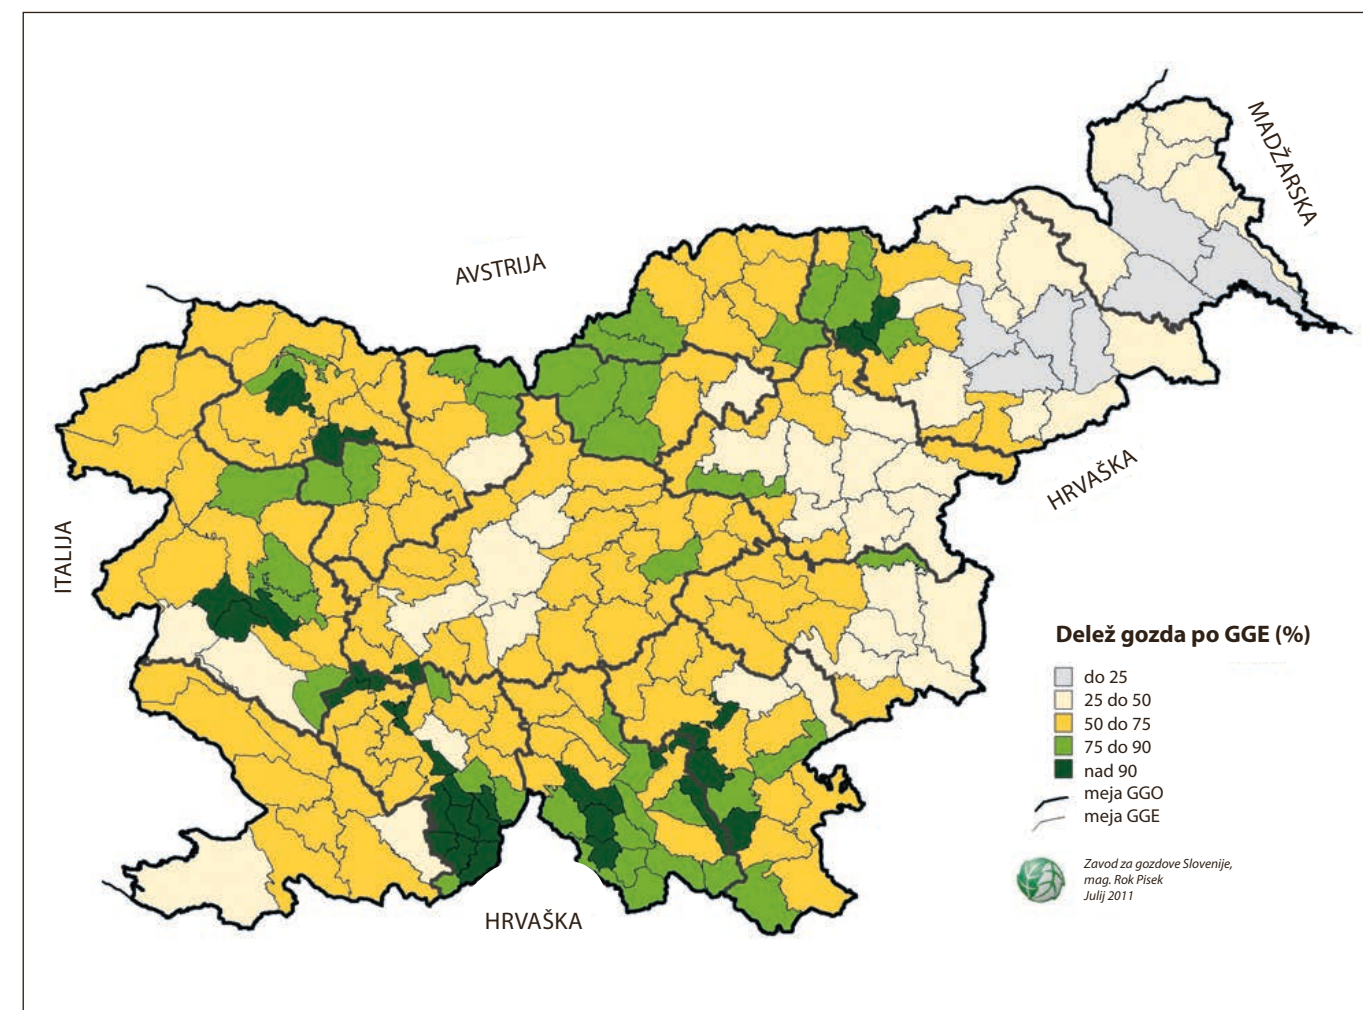 MADŽARSKA
AVSTRIJA
HRVAŠKA
ITALIJA
HRVAŠKA
Delež gozda po GGE (%)
do 25
25 do 50
50 do 75
75 do 90
nad 90
meja GGO
meja GGE
Zavod za gozdove Slovenije,
mag. Rok Pisek
Julij 2011